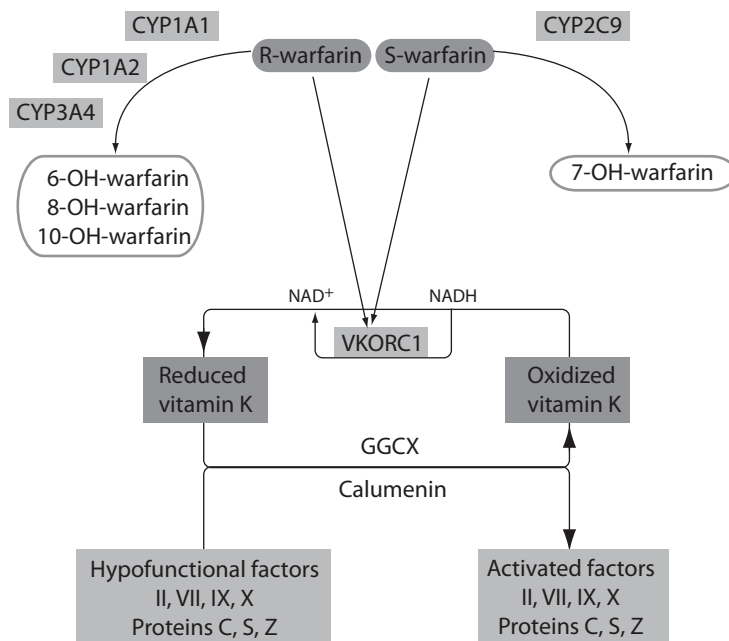 CYP1A1
CYP2C9
R-warfarin
S-warfarin
CYP1A2
CYP3A4
6-OH-warfarin
8-OH-warfarin
10-OH-warfarin
7-OH-warfarin
NAD⁺
NADH
VKORC1
Reduced
vitamin K
Oxidized
vitamin K
GGCX
Calumenin
Hypofunctional factors
II, VII, IX, X
Proteins C, S, Z
Activated factors
II, VII, IX, X
Proteins C, S, Z